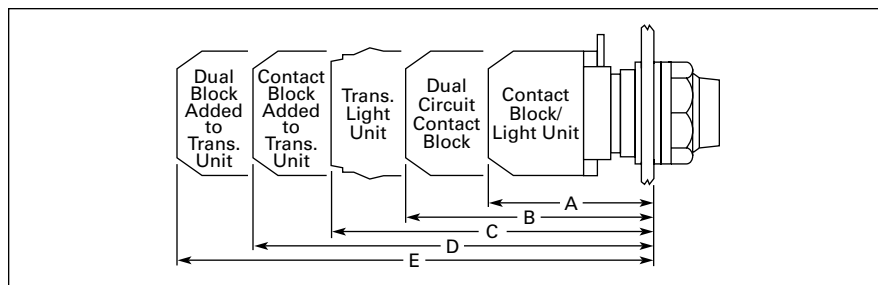 Dual
Block
Added
to
Trans.
Unit
Contact
Block
Added
to
Trans.
Unit
Trans.
Light
Unit
Dual
Circuit
Contact
Block
Contact
Block/
Light Unit
A
B
C
D
E